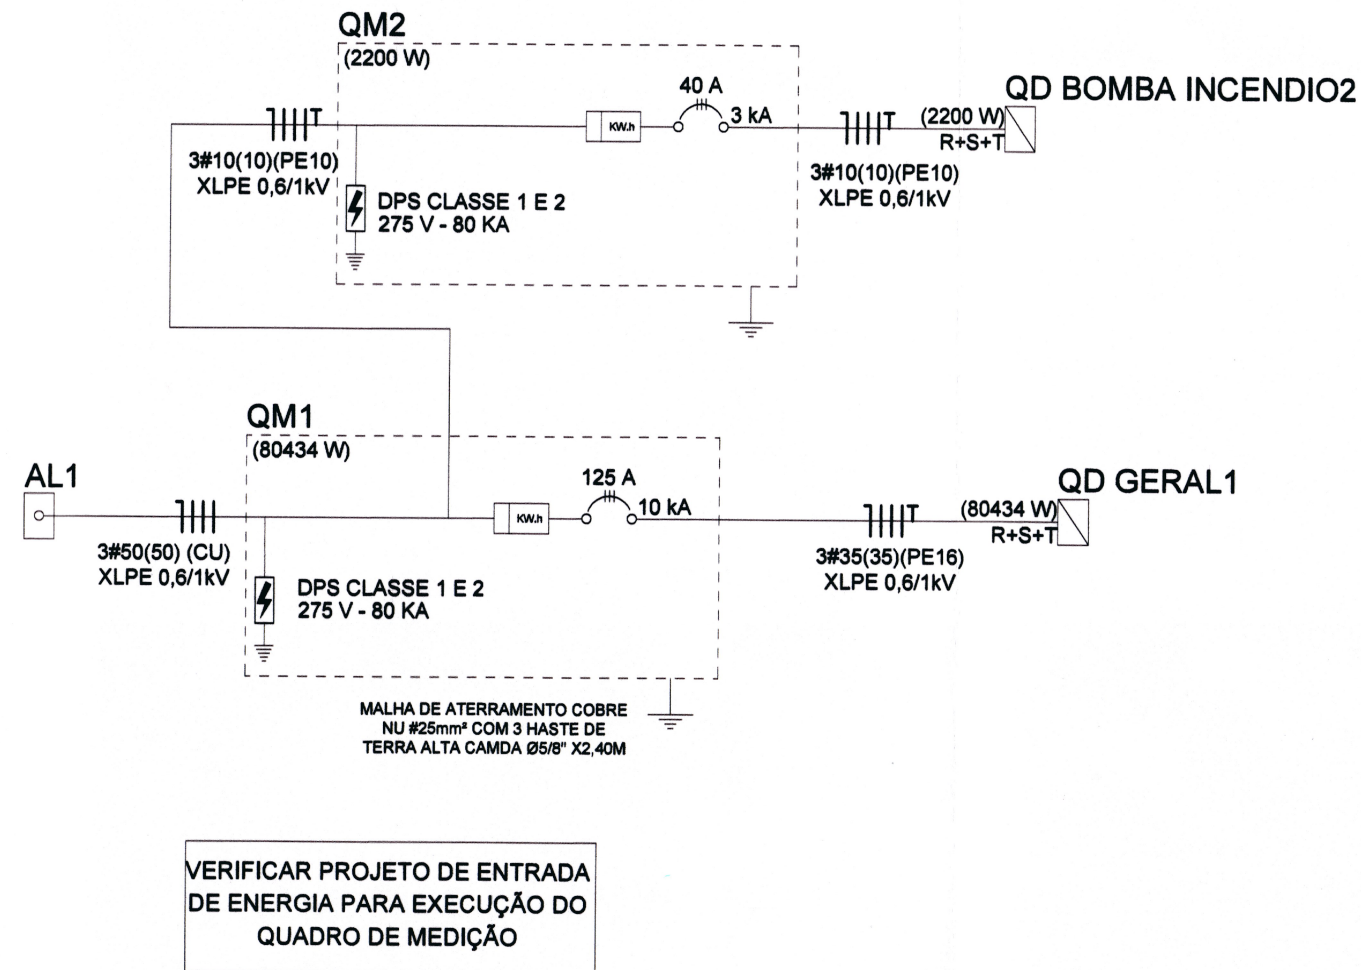 QM2
(2200 W)
40 A
3 kA
KW.h
QD BOMBA INCENDIO2
(2200 W)
R+S+T
3#10(10)(PE10)
XLPE 0,6/1kV
3#10(10)(PE10)
XLPE 0,6/1kV
DPS CLASSE 1 E 2
275 V - 80 KA
QM1
(80434 W)
AL1
125 A
10 kA
KW.h
QD GERAL1
(80434 W)
R+S+T
3#50(50) (CU)
XLPE 0,6/1kV
3#35(35)(PE16)
XLPE 0,6/1kV
DPS CLASSE 1 E 2
275 V - 80 KA
MALHA DE ATERRAMENTO COBRE
NU #25mm² COM 3 HASTE DE
TERRA ALTA CAMDA Ø5/8" X2,40M
VERIFICAR PROJETO DE ENTRADA
DE ENERGIA PARA EXECUÇÃO DO
QUADRO DE MEDIÇÃO